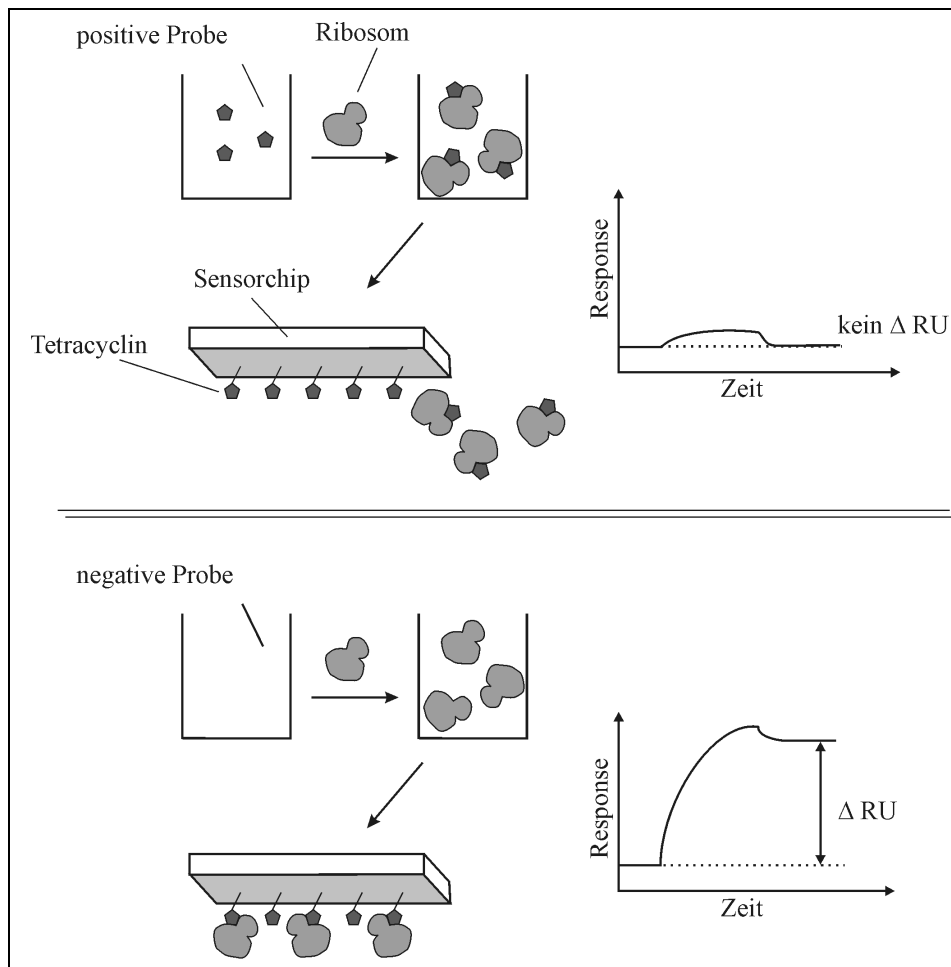 positive Probe
Ribosom
Response
Sensorchip
Tetracyclin
kein Δ RU
Zeit
negative Probe
Response
Δ RU
Zeit